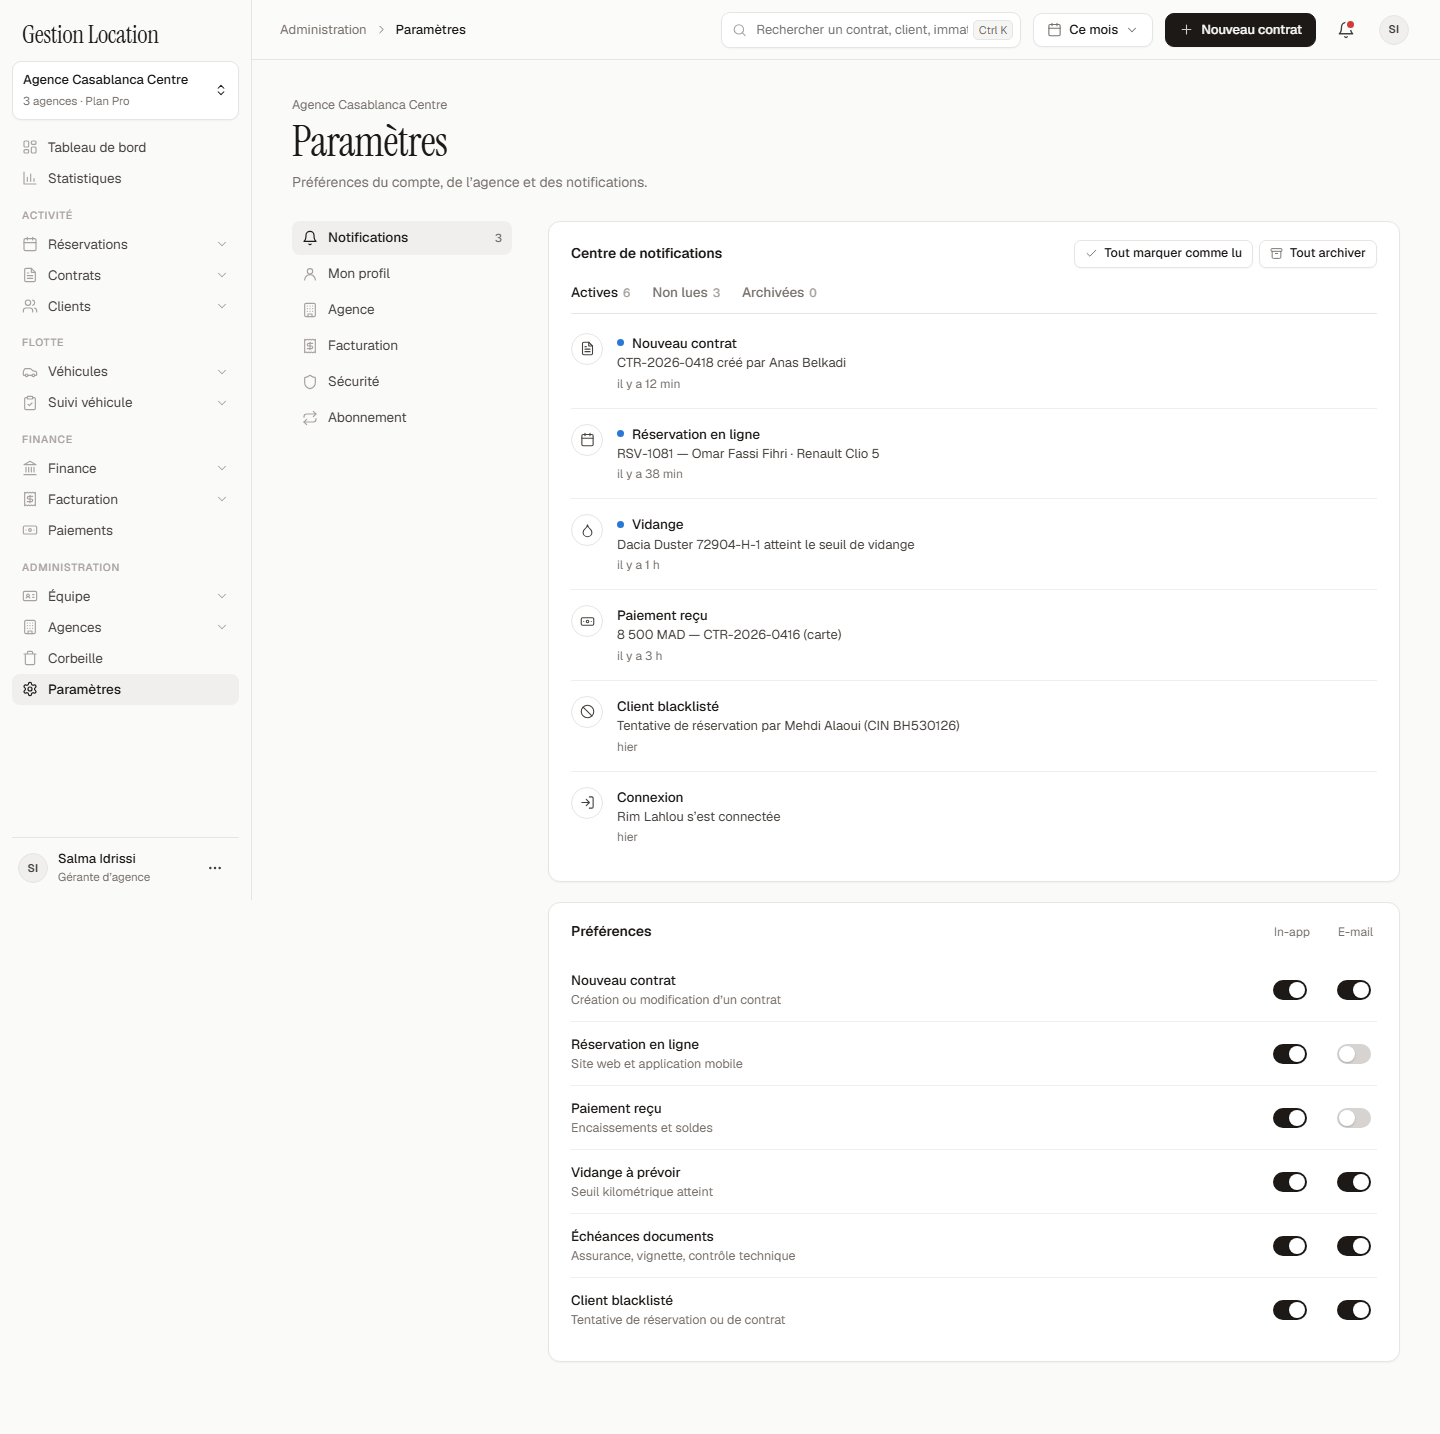 Gestion Location
Agence Casablanca Centre
3 agences · Plan Pro
Tableau de bord
Statistiques
ACTIVITÉ
Réservations
Contrats
Clients
FLOTTE
Véhicules
Suivi véhicule
FINANCE
Finance
Facturation
Paiements
ADMINISTRATION
Équipe
Agences
Corbeille
Paramètres
SI
Salma Idrissi
Gérante d'agence
Administration
Paramètres
Rechercher un contrat, client, immat
Ctrl K
Ce mois
Nouveau contrat
SI
Agence Casablanca Centre
Paramètres
Préférences du compte, de l'agence et des notifications.
Notifications 3
Mon profil
Agence
Facturation
Sécurité
Abonnement
Centre de notifications
Tout marquer comme lu
Tout archiver
Actives 6
Non lues 3
Archivées 0
Nouveau contrat
CTR-2026-0418 créé par Anas Belkadi
il y a 12 min
Réservation en ligne
RSV-1081 — Omar Fassi Fihri · Renault Clio 5
il y a 38 min
Vidange
Dacia Duster 72904-H-1 atteint le seuil de vidange
il y a 1 h
Paiement reçu
8 500 MAD — CTR-2026-0416 (carte)
il y a 3 h
Client blacklisté
Tentative de réservation par Mehdi Alaoui (CIN BH530126)
hier
Connexion
Rim Lahlou s'est connectée
hier
Préférences
In-app
E-mail
Nouveau contrat
Création ou modification d'un contrat
Réservation en ligne
Site web et application mobile
Paiement reçu
Encaissements et soldes
Vidange à prévoir
Seuil kilométrique atteint
Échéances documents
Assurance, vignette, contrôle technique
Client blacklisté
Tentative de réservation ou de contrat